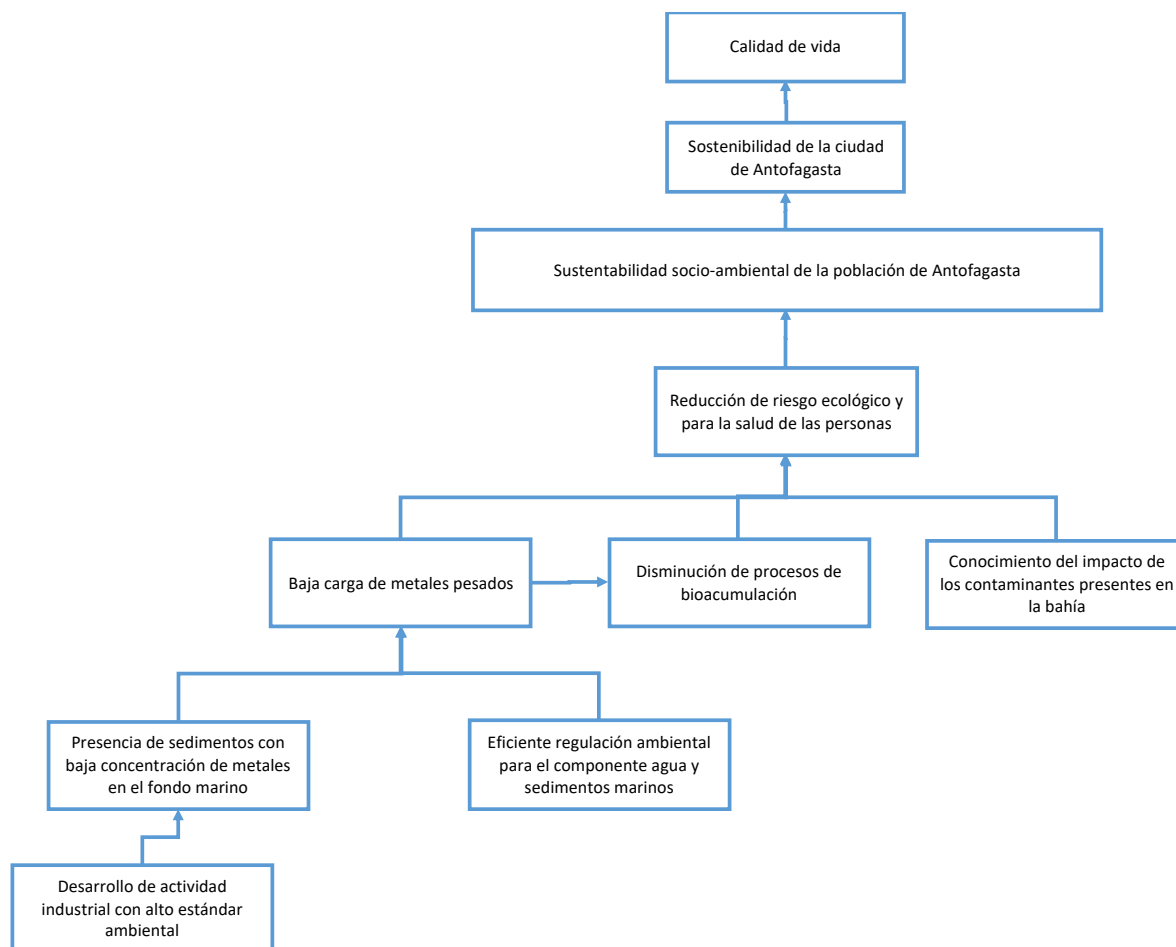 Calidad de vida
Sostenibilidad de la ciudad
de Antofagasta
Sustentabilidad socio-ambiental de la población de Antofagasta
Reducción de riesgo ecológico y
para la salud de las personas
Baja carga de metales pesados
Disminución de procesos de
bioacumulación
Conocimiento del impacto de
los contaminantes presentes en
la bahía
Presencia de sedimentos con
baja concentración de metales
en el fondo marino
Eficiente regulación ambiental
para el componente agua y
sedimentos marinos
Desarrollo de actividad
industrial con alto estándar
ambiental